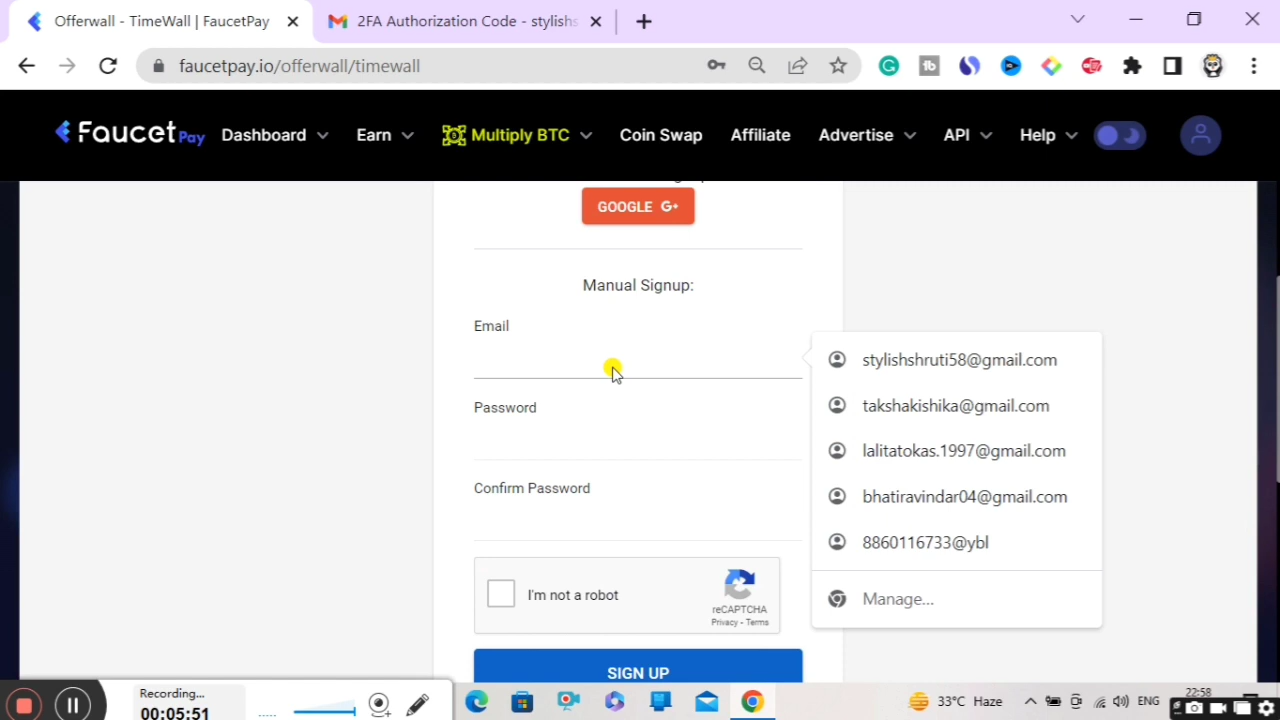 Offerwall - TimeWall | FaucetPay
2FA Authorization Code - stylishs
faucetpay.io/offerwall/timewall
FaucetPay Dashboard Earn Multiply BTC Coin Swap Affiliate Advertise API Help
GOOGLE G+
Manual Signup:
Email
stylishshruti58@gmail.com
takshakishika@gmail.com
Password
lalitatokas.1997@gmail.com
Confirm Password
bhatiravindar04@gmail.com
8860116733@ybl
I'm not a robot
Manage...
reCAPTCHA
Privacy - Terms
SIGN UP
Recording...
00:05:51
33°C Haze
ENG
22:58